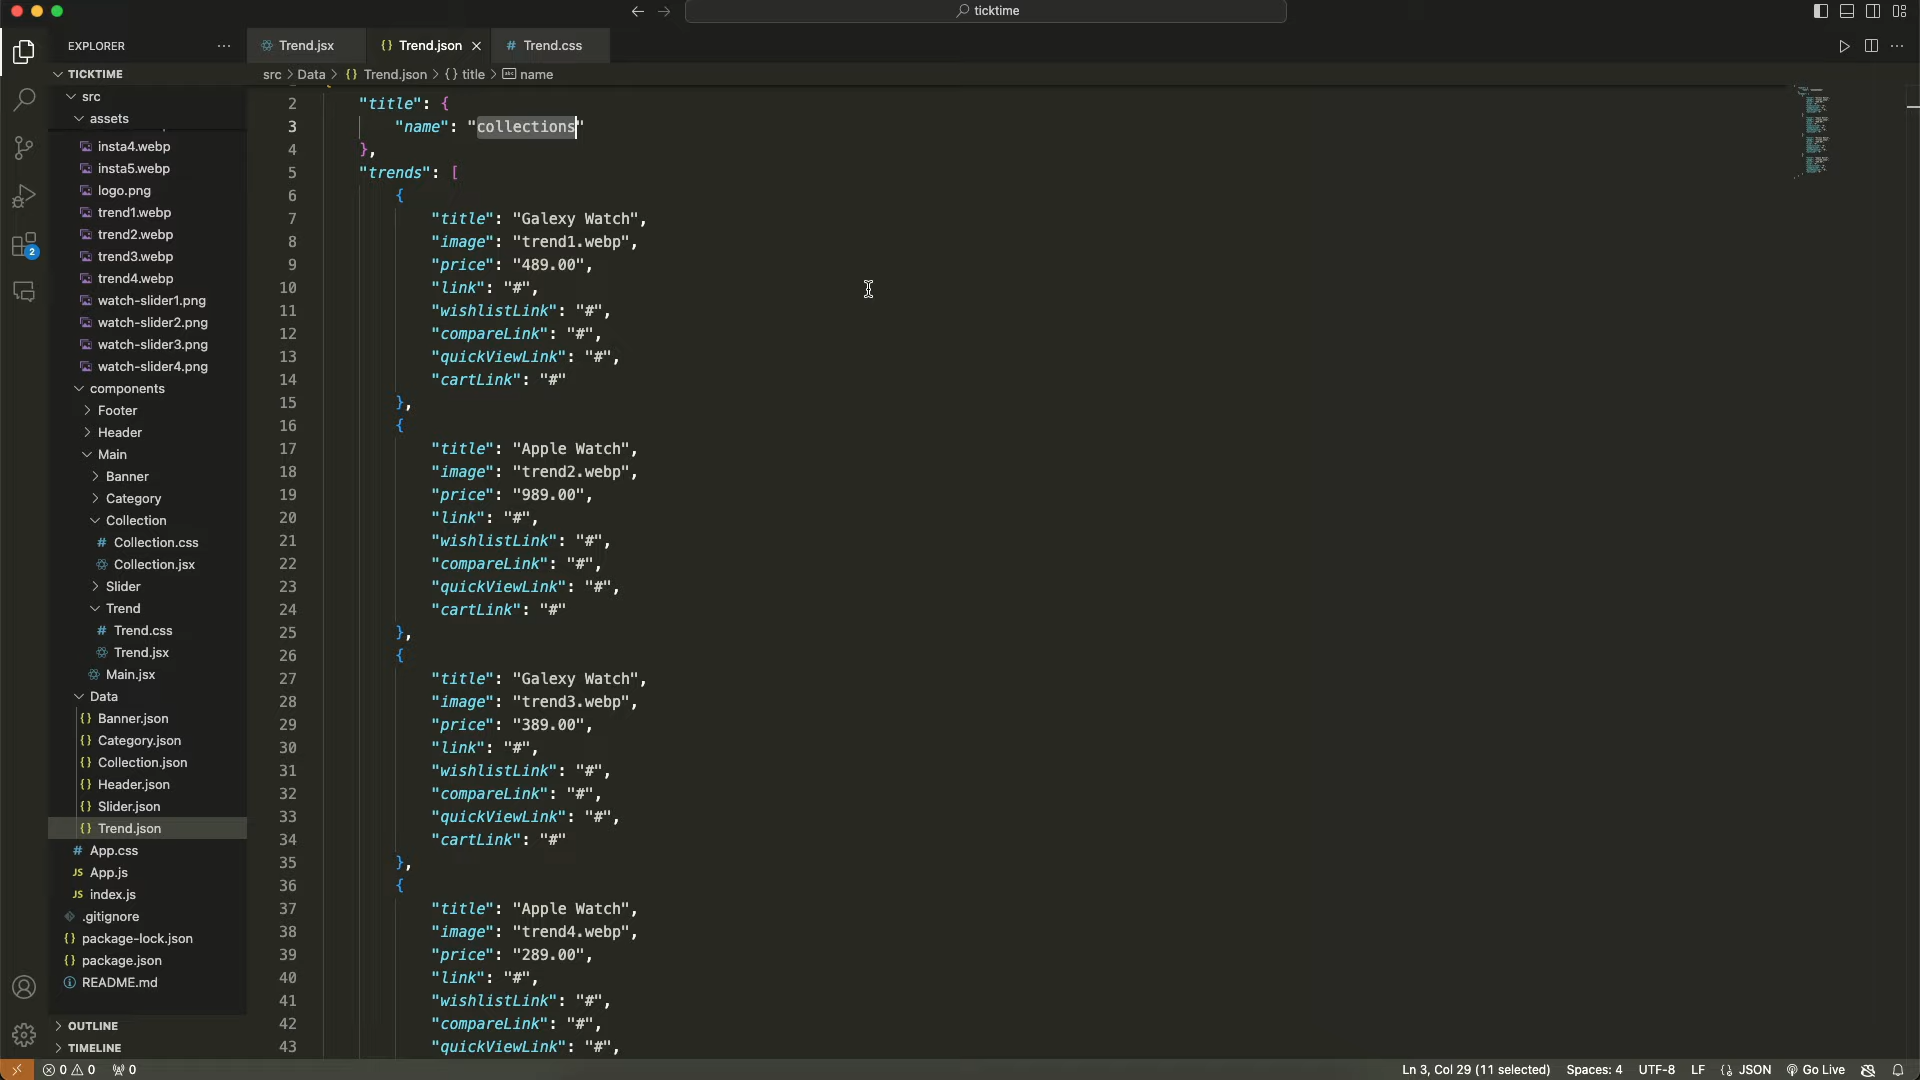 ticktime
EXPLORER
Trend.jsx
{} Trend.json
# Trend.css
TICKTIME
src > Data > {} Trend.json > {} title > name
src
assets
insta4.webp
insta5.webp
logo.png
trend1.webp
trend2.webp
trend3.webp
trend4.webp
watch-slider1.png
watch-slider2.png
watch-slider3.png
watch-slider4.png
components
Footer
Header
Main
Banner
Category
Collection
# Collection.css
Collection.jsx
Slider
Trend
# Trend.css
Trend.jsx
Main.jsx
Data
{} Banner.json
{} Category.json
{} Collection.json
{} Header.json
{} Slider.json
{} Trend.json
# App.css
JS App.js
JS index.js
.gitignore
{} package-lock.json
{} package.json
README.md
OUTLINE
TIMELINE
2
2 "title": {
3 "name": "collections"
4 },
5 "trends": [
6 {
7 "title": "Galexy Watch",
8 "image": "trend1.webp",
9 "price": "489.00",
10 "link": "#",
11 "wishlistLink": "#",
12 "compareLink": "#",
13 "quickViewLink": "#",
14 "cartLink": "#"
15 },
16 {
17 "title": "Apple Watch",
18 "image": "trend2.webp",
19 "price": "989.00",
20 "link": "#",
21 "wishlistLink": "#",
22 "compareLink": "#",
23 "quickViewLink": "#",
24 "cartLink": "#"
25 },
26 {
27 "title": "Galexy Watch",
28 "image": "trend3.webp",
29 "price": "389.00",
30 "link": "#",
31 "wishlistLink": "#",
32 "compareLink": "#",
33 "quickViewLink": "#",
34 "cartLink": "#"
35 },
36 {
37 "title": "Apple Watch",
38 "image": "trend4.webp",
39 "price": "289.00",
40 "link": "#",
41 "wishlistLink": "#",
42 "compareLink": "#",
43 "quickViewLink": "#",
0 0 0
Ln 3, Col 29 (11 selected) Spaces: 4 UTF-8 LF {} JSON Go Live